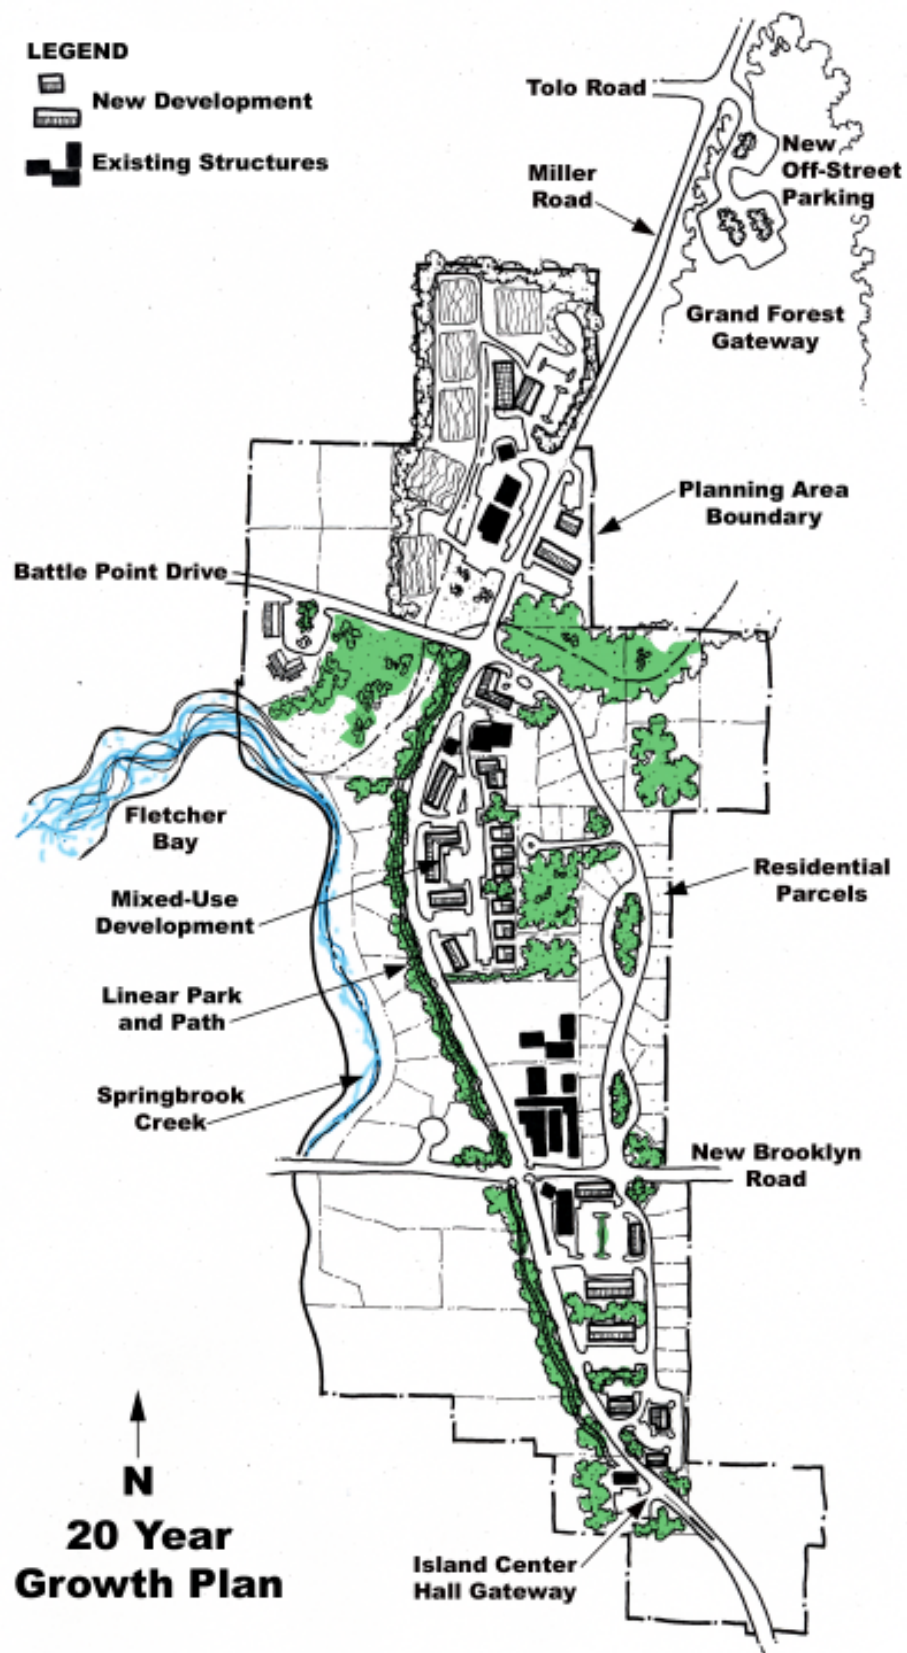 LEGEND
New Development
Existing Structures
Tolo Road
New
Off-Street
Parking
Miller
Road
Grand Forest
Gateway
Planning Area
Boundary
Battle Point Drive
Fletcher
Bay
Residential
Parcels
Mixed-Use
Development
Linear Park
and Path
Springbrook
Creek
New Brooklyn
Road
N
20 Year
Growth Plan
Island Center
Hall Gateway